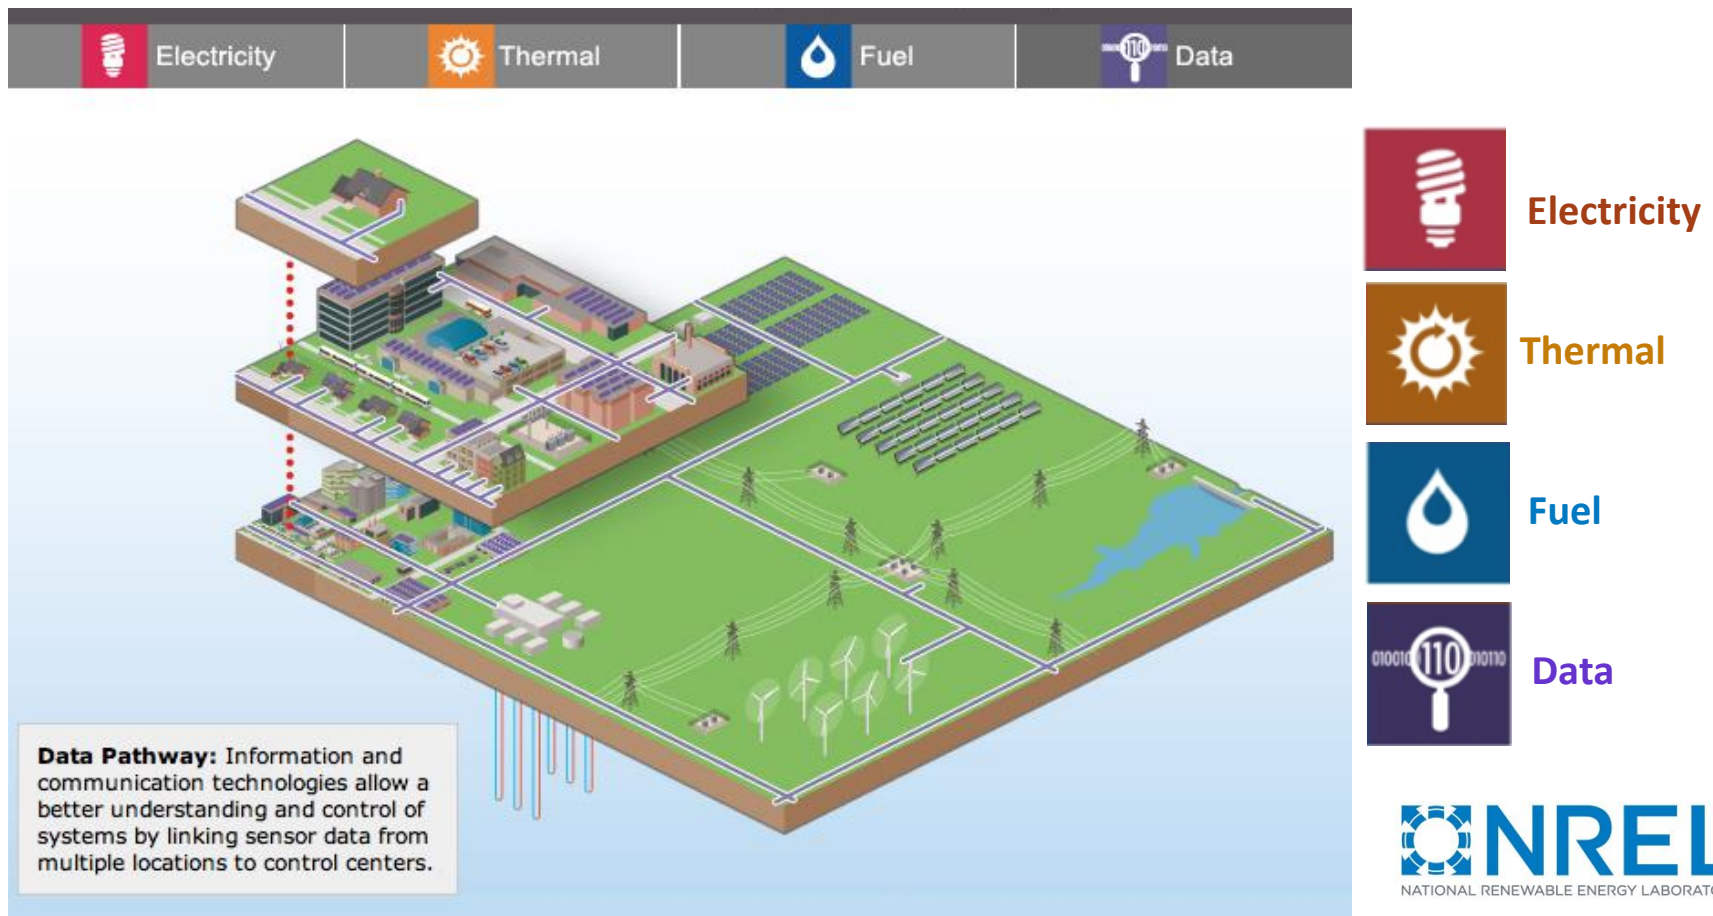 Electricity
Thermal
110
Fuel
Data
Electricity
Thermal
Fuel
010010 110 010110
Data
Data Pathway: Information and
communication technologies allow a
better understanding and control of
systems by linking sensor data from
multiple locations to control centers.
NREL
NATIONAL RENEWABLE ENERGY LABORATO